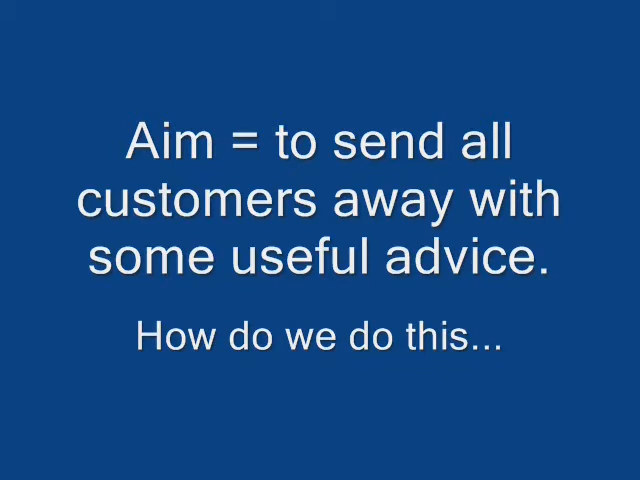 Aim = to send all
customers away with
some useful advice.
How do we do this...